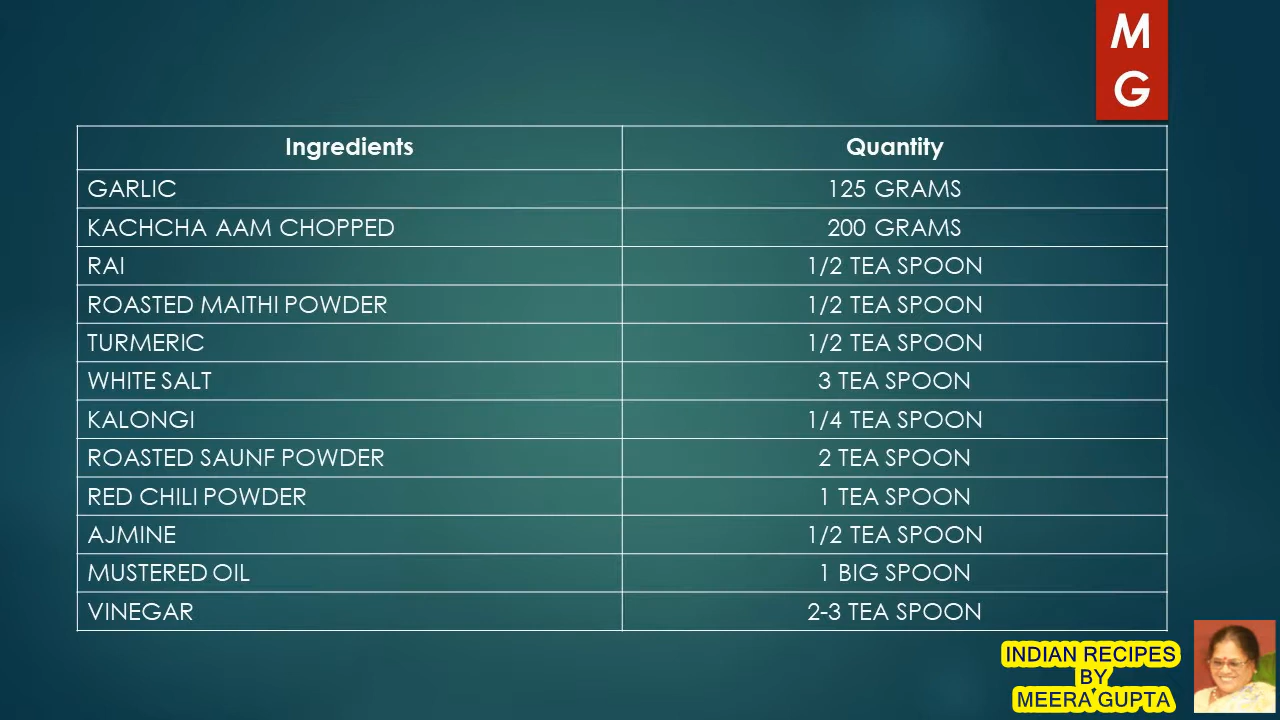 M
G
Ingredients Quantity
GARLIC 125 GRAMS
KACHCHA AAM CHOPPED 200 GRAMS
RAI 1/2 TEA SPOON
ROASTED MAITHI POWDER 1/2 TEA SPOON
TURMERIC 1/2 TEA SPOON
WHITE SALT 3 TEA SPOON
KALONGI 1/4 TEA SPOON
ROASTED SAUNF POWDER 2 TEA SPOON
RED CHILI POWDER 1 TEA SPOON
AJMINE 1/2 TEA SPOON
MUSTERED OIL 1 BIG SPOON
VINEGAR 2-3 TEA SPOON
INDIAN RECIPES
BY
MEERA GUPTA